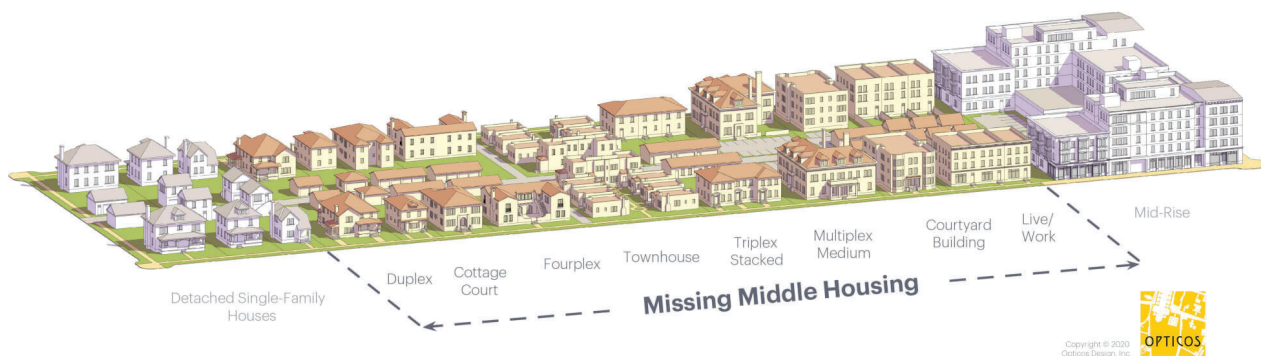 Detached Single-Family
Houses
Duplex
Cottage
Court
Fourplex
Townhouse
Triplex
Stacked
Multiplex
Medium
Courtyard
Building
Live/
Work
Mid-Rise
Missing Middle Housing
Copyright © 2020
Opticos Design, Inc
OPTICOS